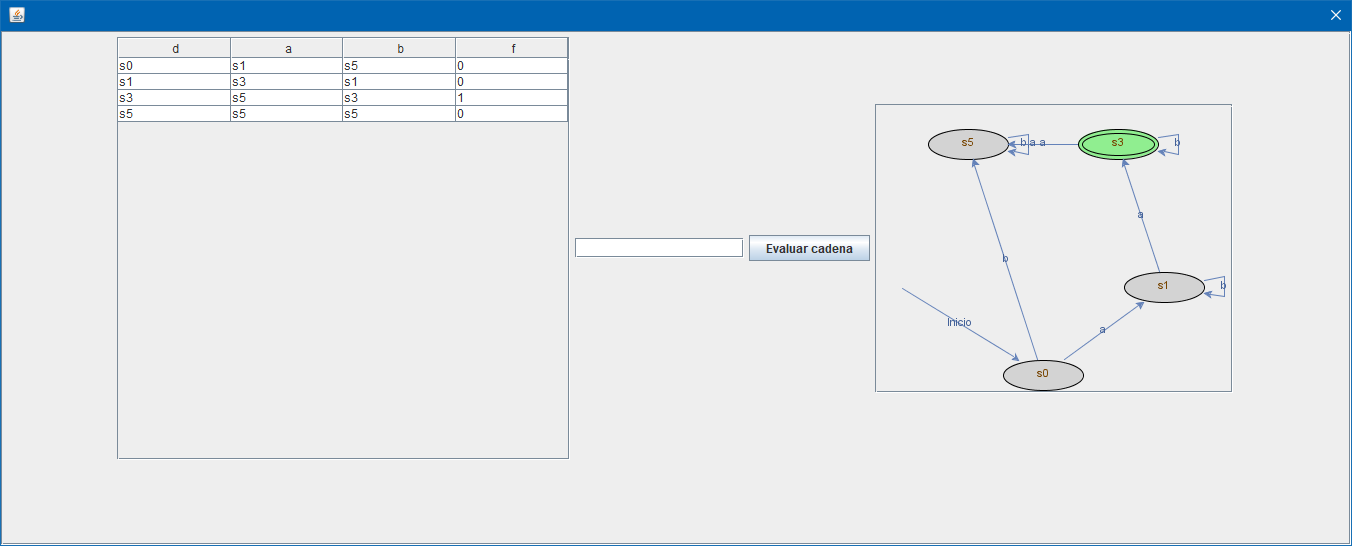 d a b f
s0 s1 s5 0
s1 s3 s1 0
s3 s5 s3 1
s5 s5 s5 0
Evaluar cadena
s5 b a a s3 b
a
b
s1 b
Inicio
a
s0